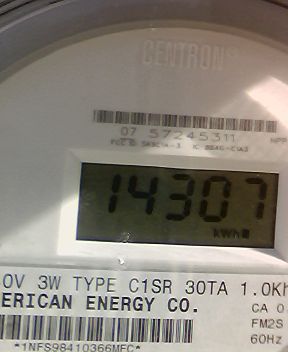 CENTRON®
07 57245311
14307
kWh
0V 3W TYPE C1SR 30TA 1.0Kh
ERICAN ENERGY CO.
CA 0.
FM2S
60Hz
*1NFS98410366MFC*